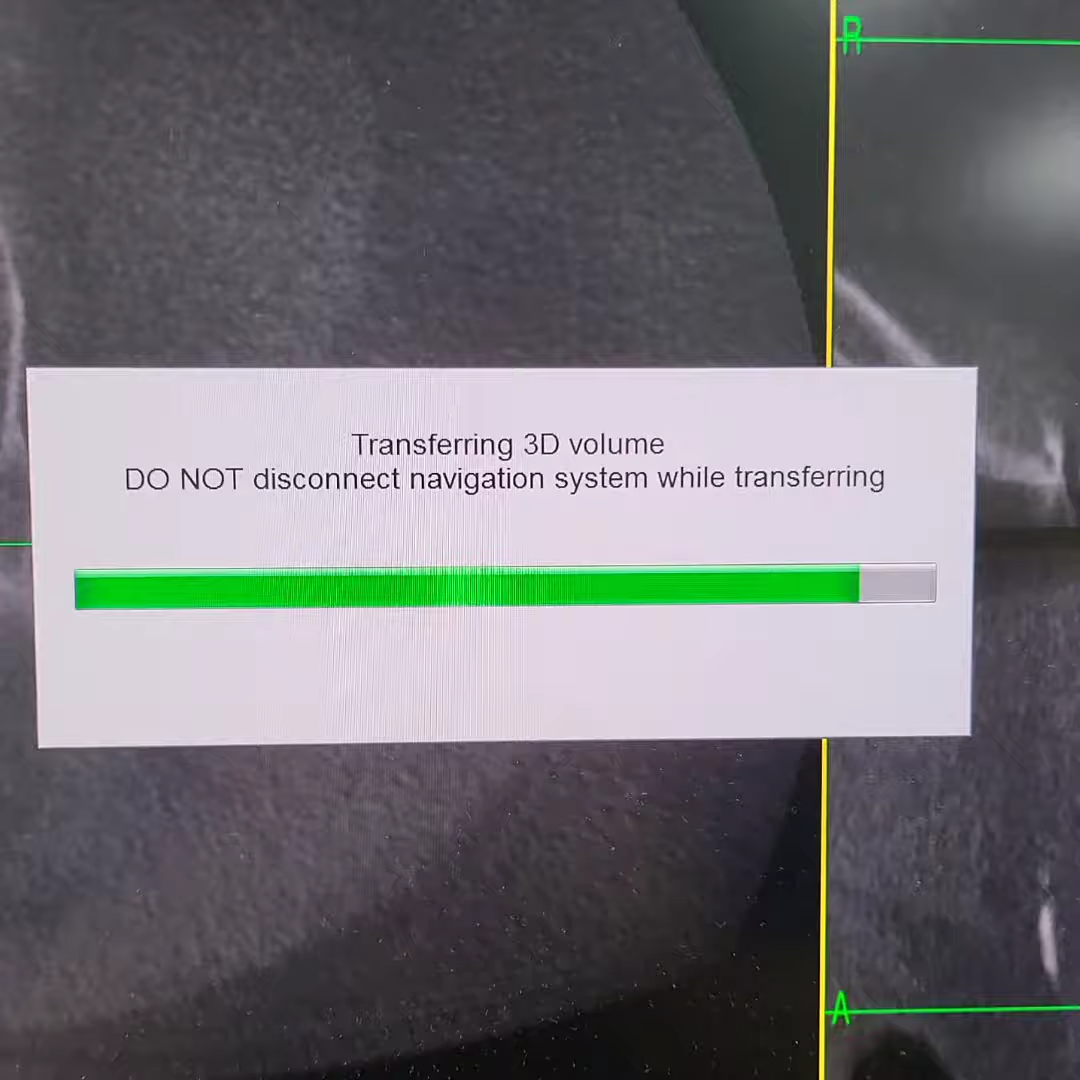 R
Transferring 3D volume
DO NOT disconnect navigation system while transferring
A